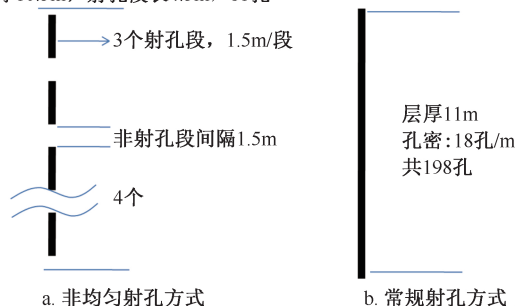 3个射孔段，1.5m/段
非射孔段间隔1.5m
4个
a. 非均匀射孔方式
层厚11m
孔密:18孔/m
共198孔
b. 常规射孔方式